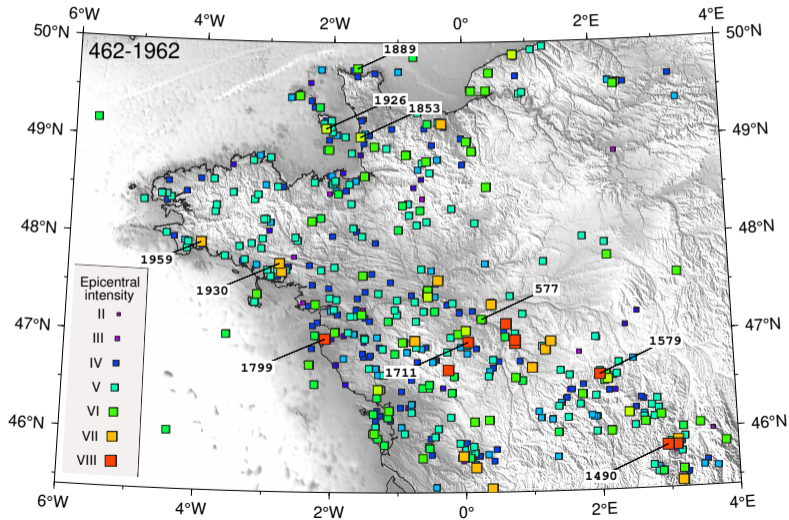 4°W 2°W 0° 2°E 4°E
50°N 50°N
462-1962
1889
1926
1853
49°N 49°N
48°N 48°N
1959
1930
577
Epicentral
intensity
II
III
IV
V
VI
VII
VIII
47°N 47°N
1579
1799
1711
46°N 46°N
1490
6°W 4°W 2°W 0° 2°E 4°E